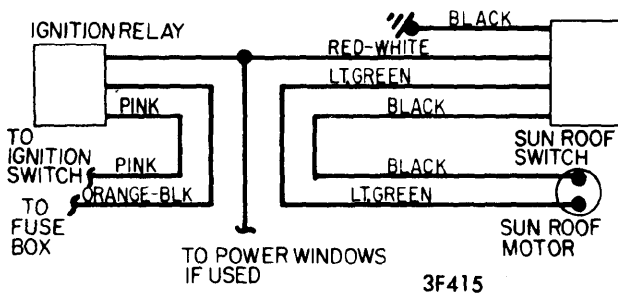 IGNITION RELAY
BLACK
RED-WHITE
LT.GREEN
PINK
BLACK
TO
IGNITION
SWITCH
PINK
ORANGE-BLK
TO
FUSE
BOX
SUN ROOF
SWITCH
BLACK
LT.GREEN
SUN ROOF
MOTOR
TO POWER WINDOWS
IF USED
3F415